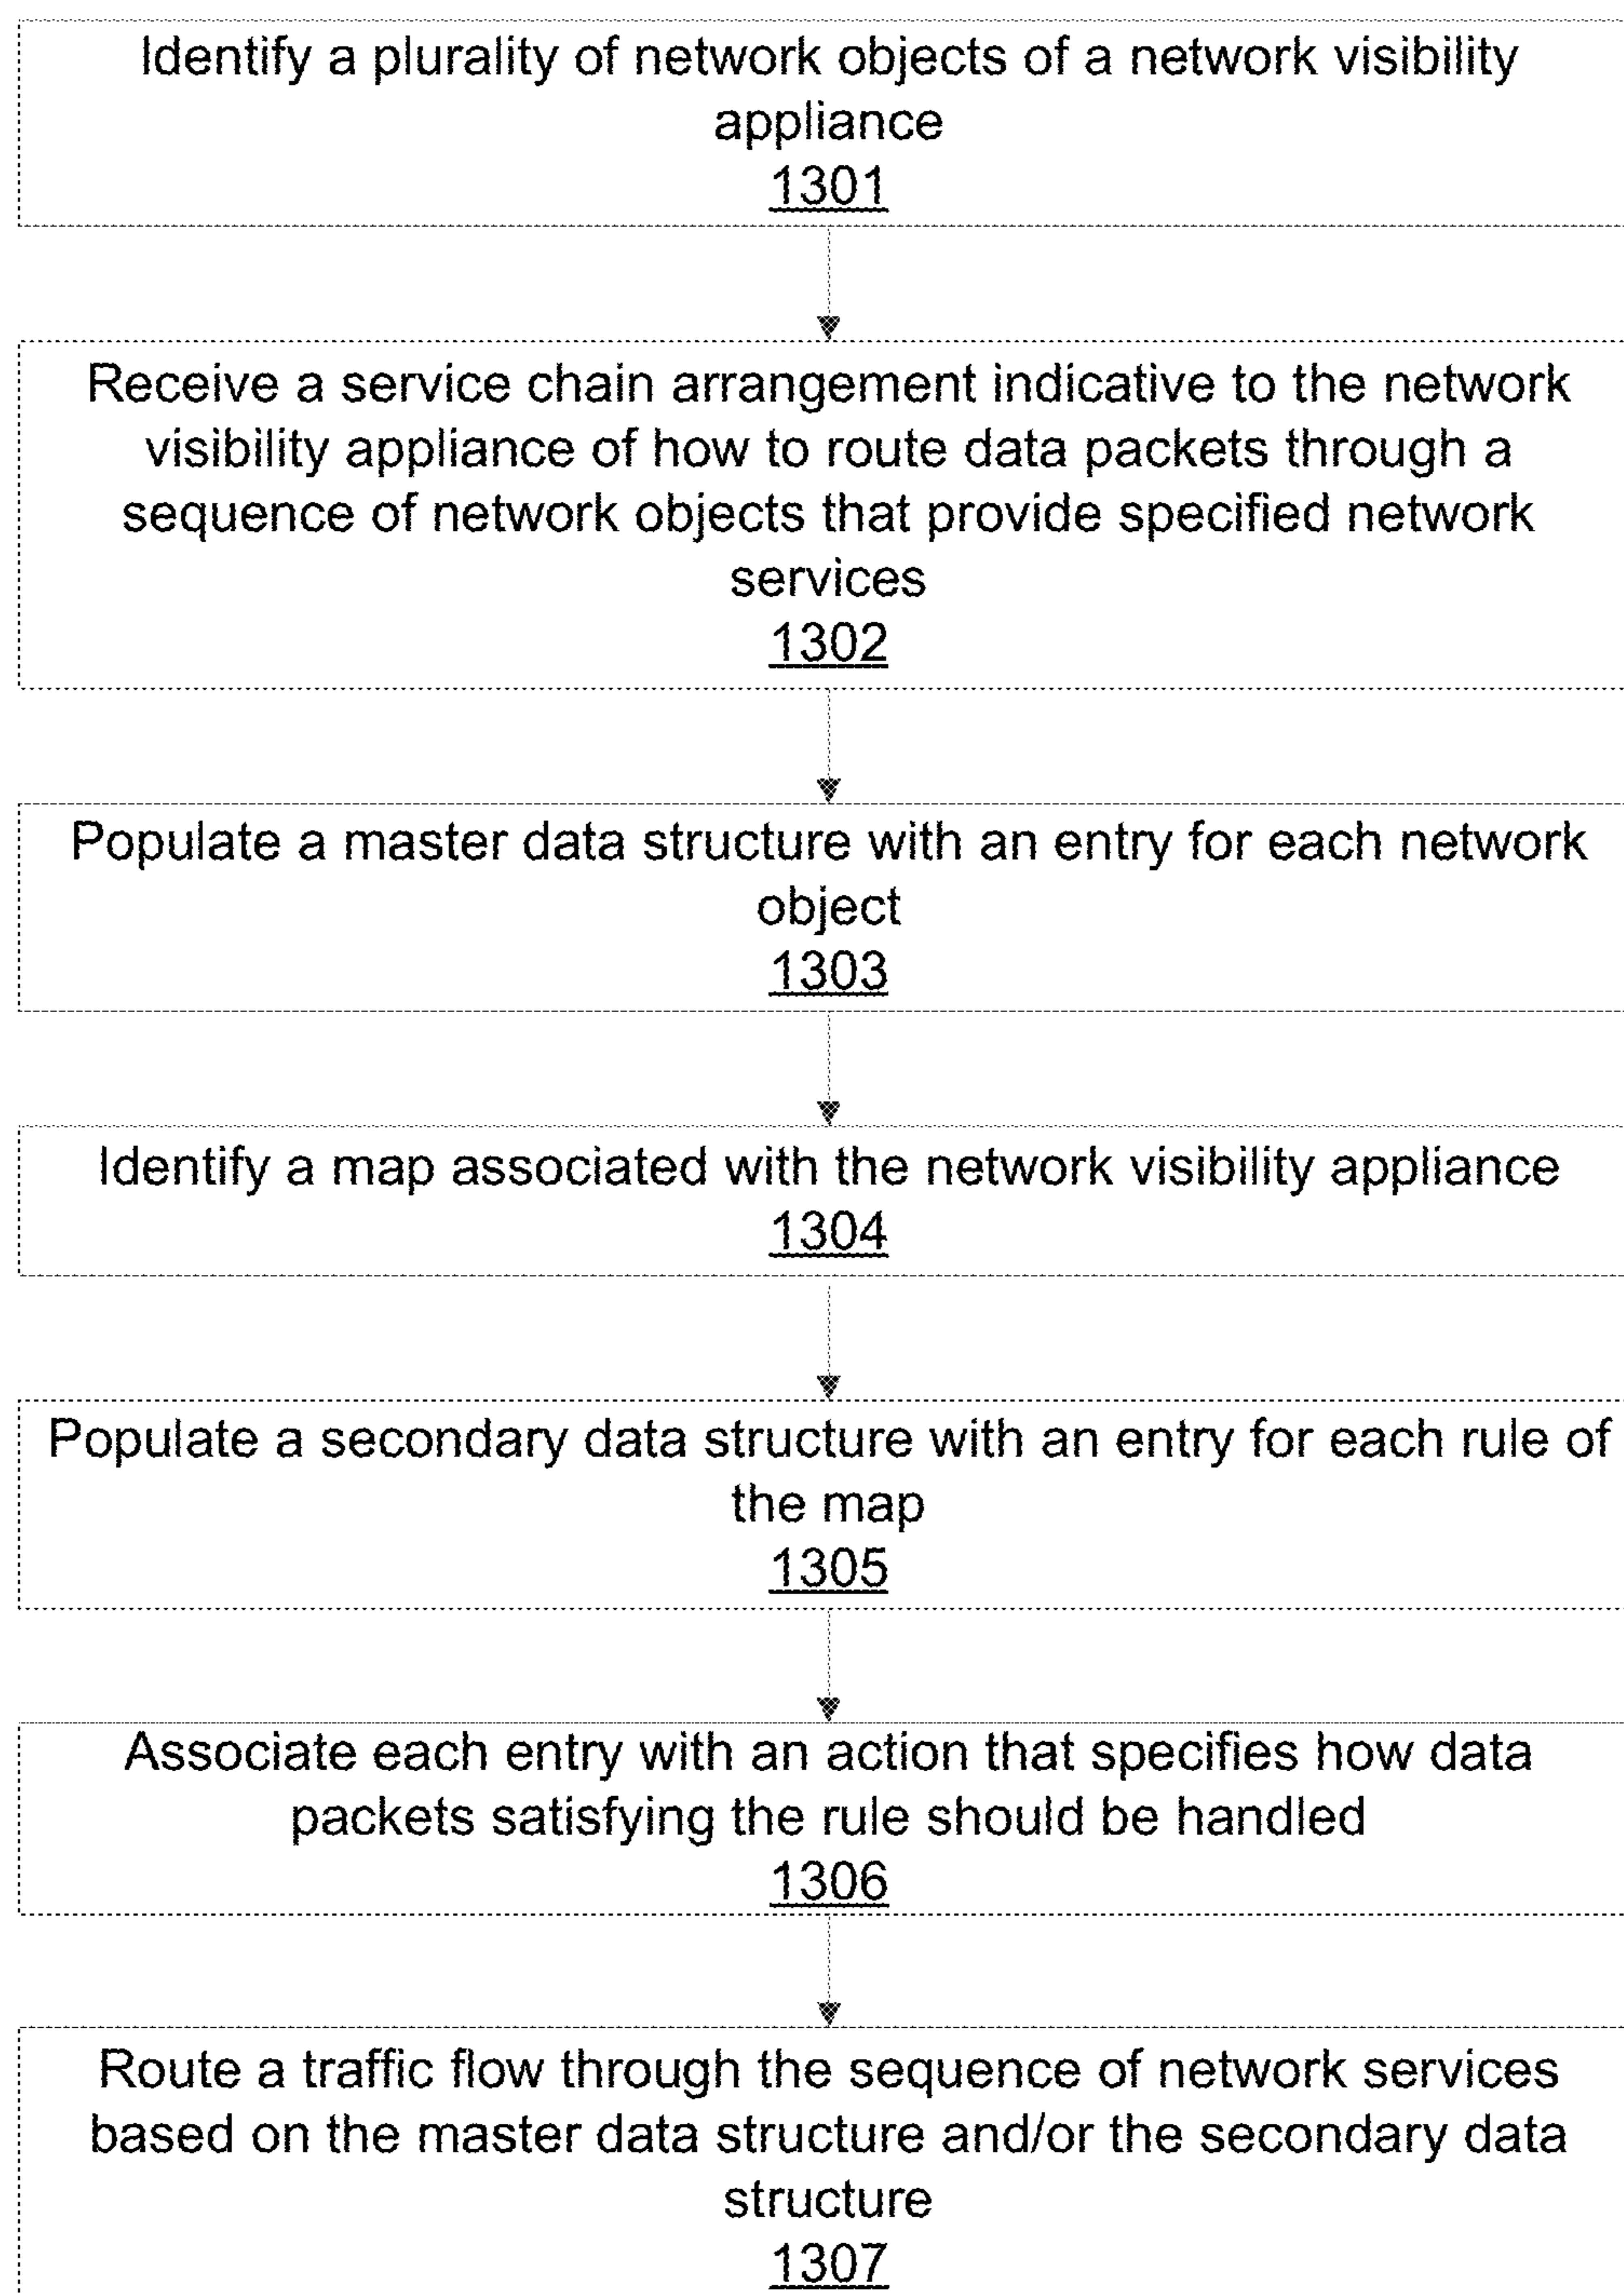 Identify a plurality of network objects of a network visibility
appliance
1301
Receive a service chain arrangement indicative to the network
visibility appliance of how to route data packets through a
sequence of network objects that provide specified network
services
1302
Populate a master data structure with an entry for each network
object
1303
Identify a map associated with the network visibility appliance
1304
Populate a secondary data structure with an entry for each rule of
the map
1305
Associate each entry with an action that specifies how data
packets satisfying the rule should be handled
1306
Route a traffic flow through the sequence of network services
based on the master data structure and/or the secondary data
structure
1307